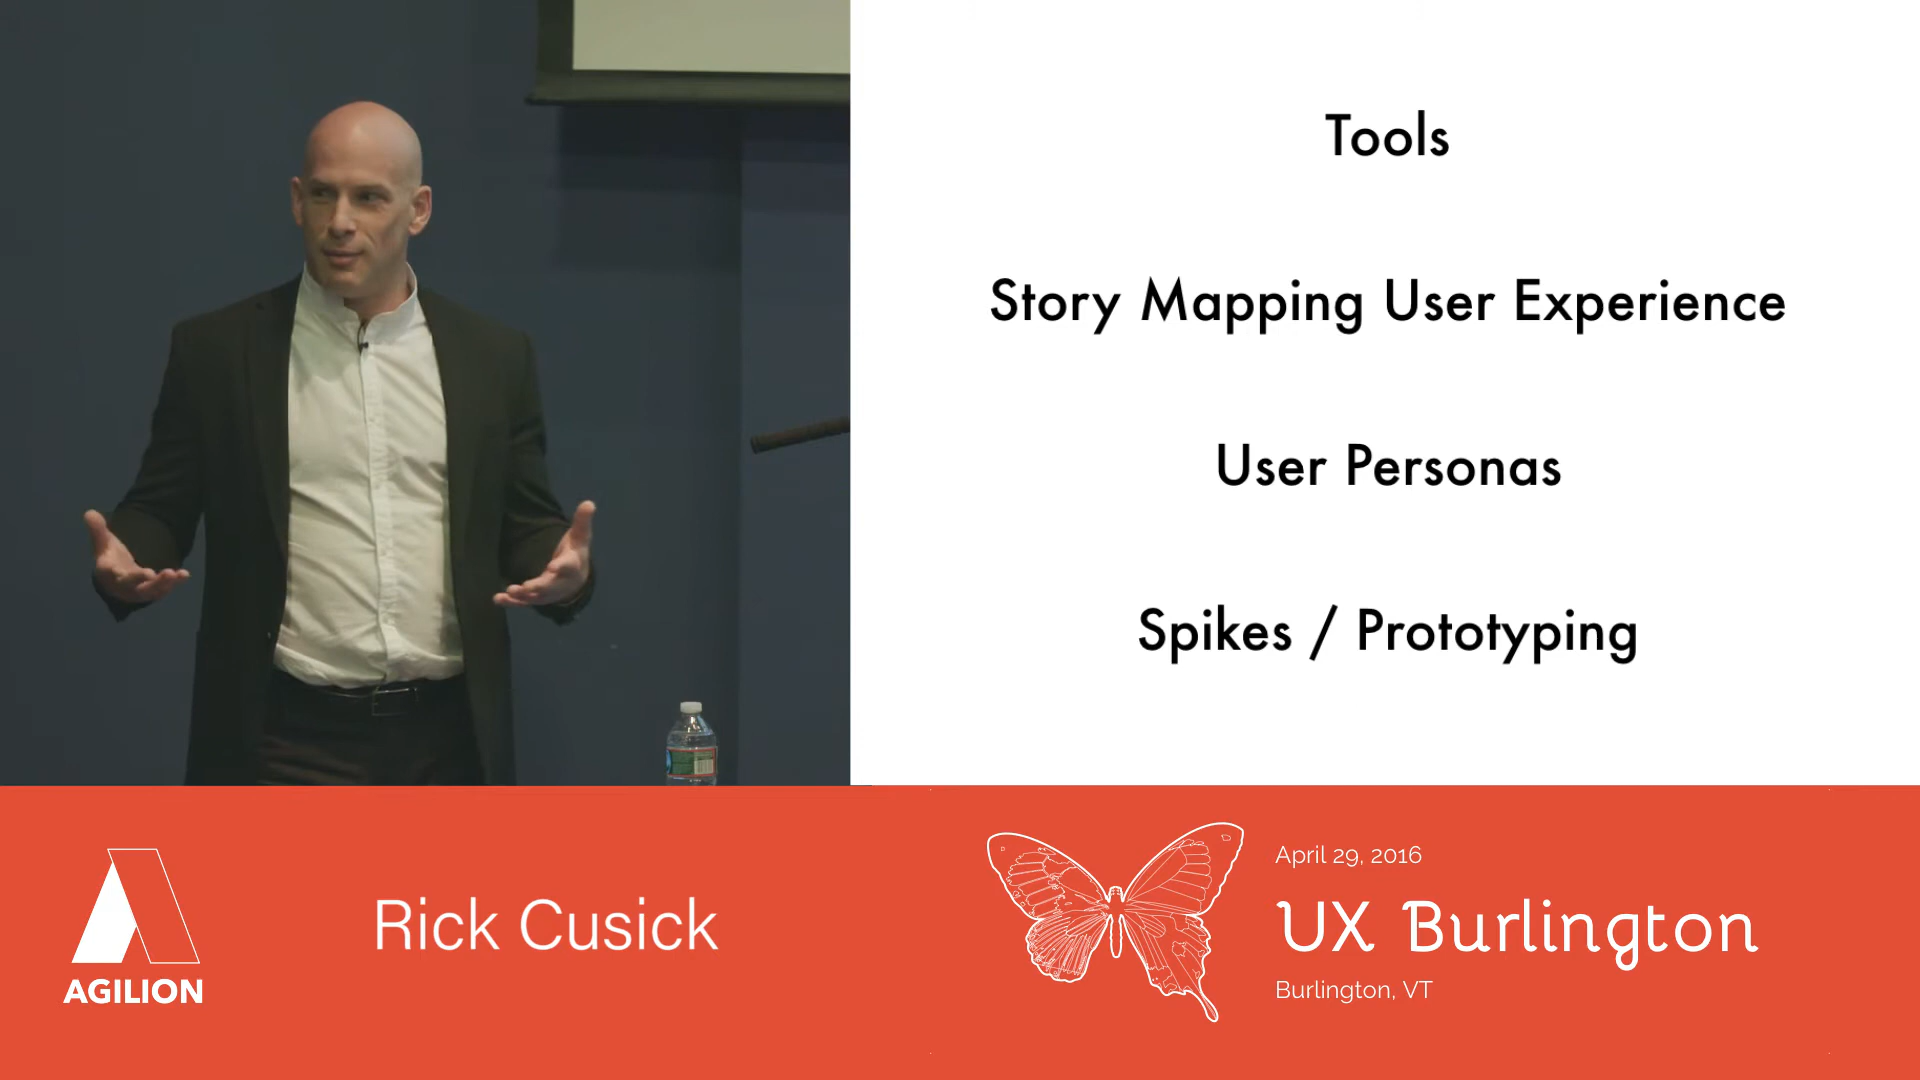 Tools
Story Mapping User Experience
User Personas
Spikes / Prototyping
AGILION
Rick Cusick
April 29, 2016
UX Burlington
Burlington, VT